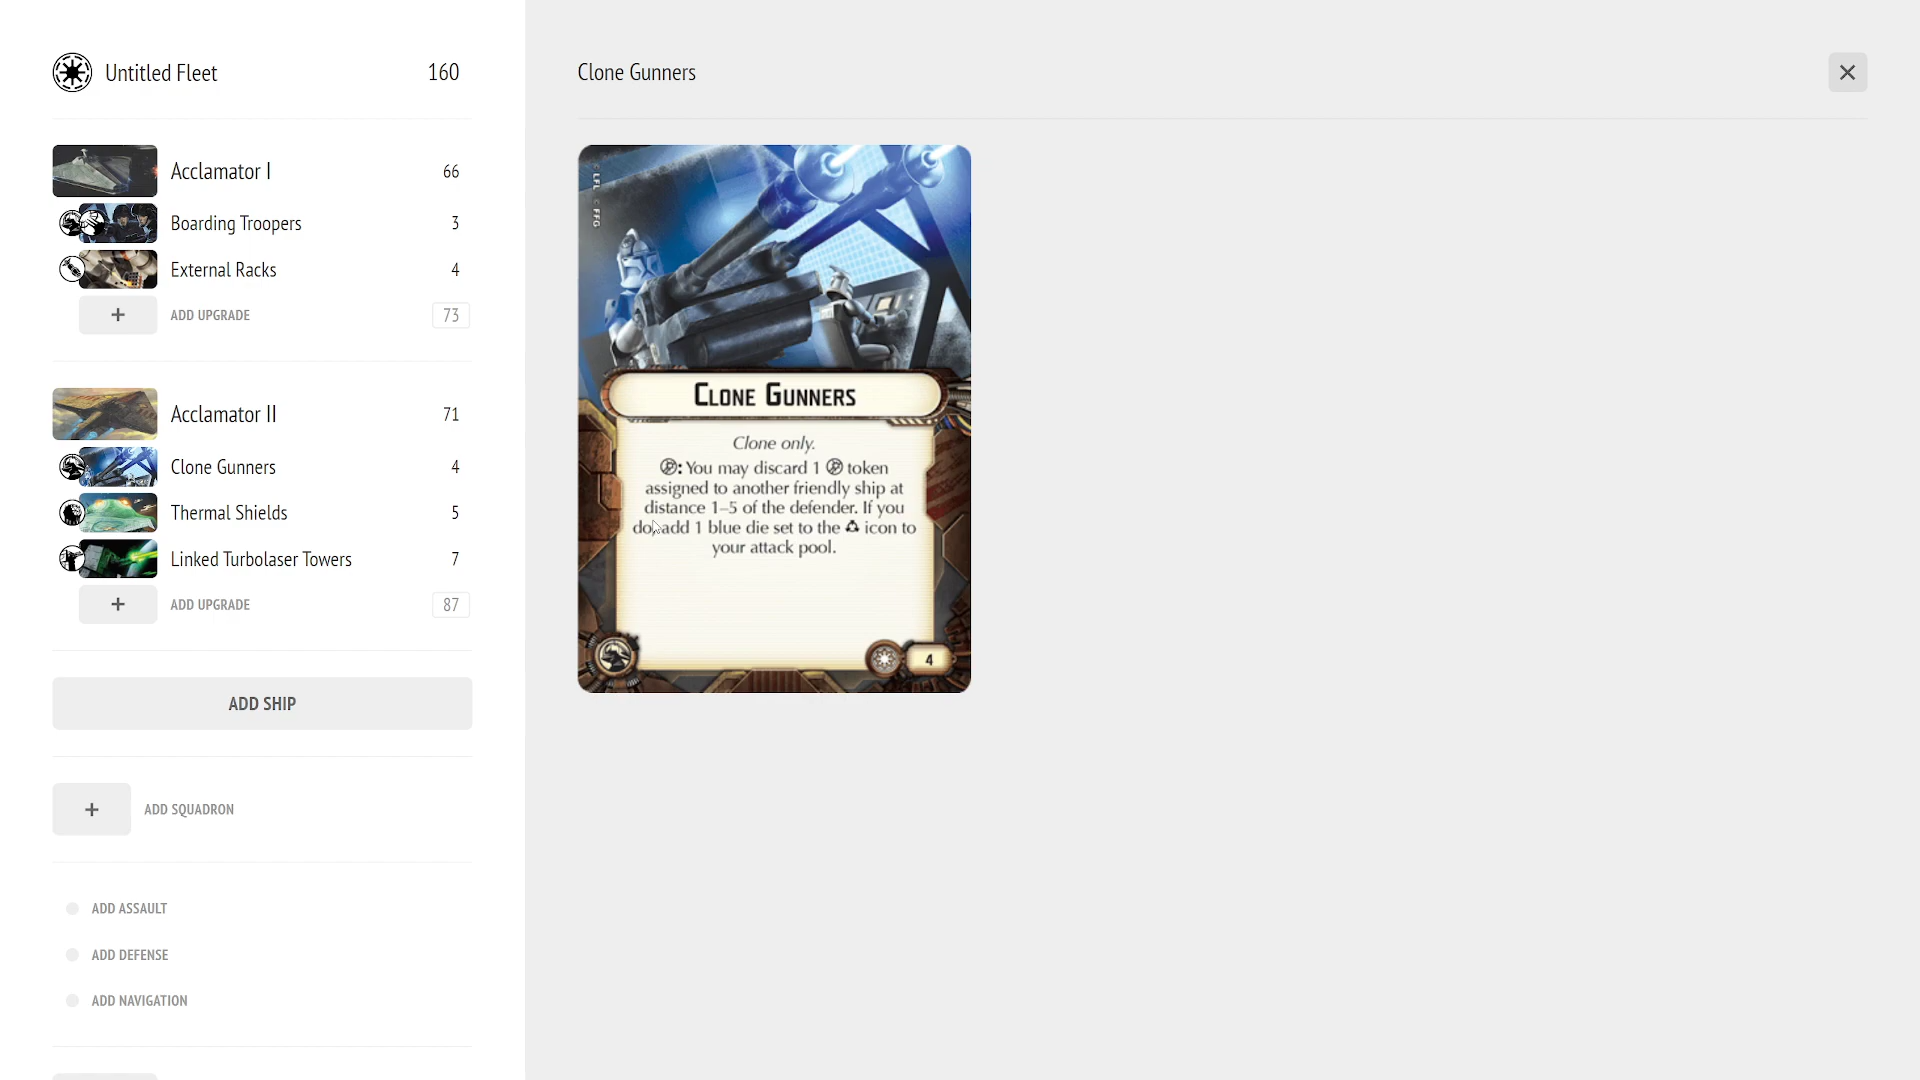 Untitled Fleet 160
Acclamator I 66
Boarding Troopers 3
External Racks 4
+ ADD UPGRADE 73
Acclamator II 71
Clone Gunners 4
Thermal Shields 5
Linked Turbolaser Towers 7
+ ADD UPGRADE 87
ADD SHIP
+ ADD SQUADRON
ADD ASSAULT
ADD DEFENSE
ADD NAVIGATION
Clone Gunners
© LFL © FFG
CLONE GUNNERS
Clone only.
: You may discard 1 token
assigned to another friendly ship at
distance 1–5 of the defender. If you
do, add 1 blue die set to the icon to
your attack pool.
4